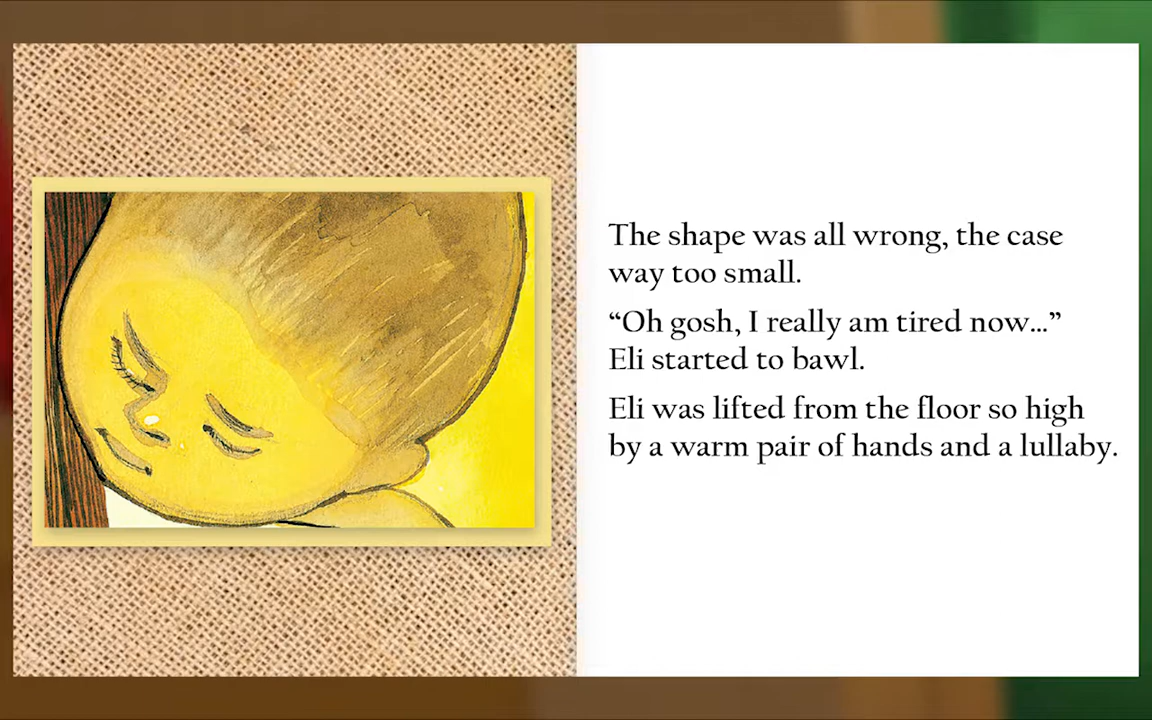 The shape was all wrong, the case
way too small.
“Oh gosh, I really am tired now...”
Eli started to bawl.
Eli was lifted from the floor so high
by a warm pair of hands and a lullaby.